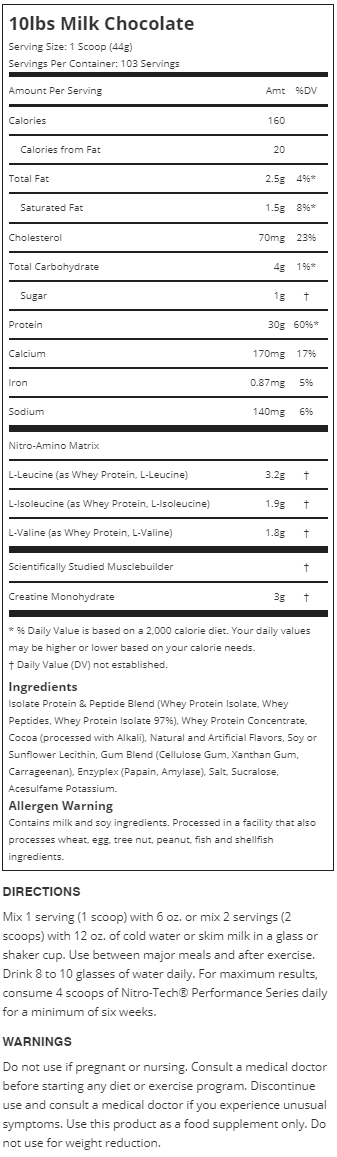 10lbs Milk Chocolate
Serving Size: 1 Scoop (44g)
Servings Per Container: 103 Servings
Amount Per Serving Amt %DV
Calories 160
Calories from Fat 20
Total Fat 2.5g 4%*
Saturated Fat 1.5g 8%*
Cholesterol 70mg 23%
Total Carbohydrate 4g 1%*
Sugar 1g †
Protein 30g 60%*
Calcium 170mg 17%
Iron 0.87mg 5%
Sodium 140mg 6%
Nitro-Amino Matrix
L-Leucine (as Whey Protein, L-Leucine) 3.2g †
L-Isoleucine (as Whey Protein, L-Isoleucine) 1.9g †
L-Valine (as Whey Protein, L-Valine) 1.8g †
Scientifically Studied Musclebuilder †
Creatine Monohydrate 3g †
* % Daily Value is based on a 2,000 calorie diet. Your daily values
may be higher or lower based on your calorie needs.
† Daily Value (DV) not established.
Ingredients
Isolate Protein & Peptide Blend (Whey Protein Isolate, Whey
Peptides, Whey Protein Isolate 97%), Whey Protein Concentrate,
Cocoa (processed with Alkali), Natural and Artificial Flavors, Soy or
Sunflower Lecithin, Gum Blend (Cellulose Gum, Xanthan Gum,
Carrageenan), Enzyplex (Papain, Amylase), Salt, Sucralose,
Acesulfame Potassium.
Allergen Warning
Contains milk and soy ingredients. Processed in a facility that also
processes wheat, egg, tree nut, peanut, fish and shellfish
ingredients.
DIRECTIONS
Mix 1 serving (1 scoop) with 6 oz. or mix 2 servings (2
scoops) with 12 oz. of cold water or skim milk in a glass or
shaker cup. Use between major meals and after exercise.
Drink 8 to 10 glasses of water daily. For maximum results,
consume 4 scoops of Nitro-Tech® Performance Series daily
for a minimum of six weeks.
WARNINGS
Do not use if pregnant or nursing. Consult a medical doctor
before starting any diet or exercise program. Discontinue
use and consult a medical doctor if you experience unusual
symptoms. Use this product as a food supplement only. Do
not use for weight reduction.